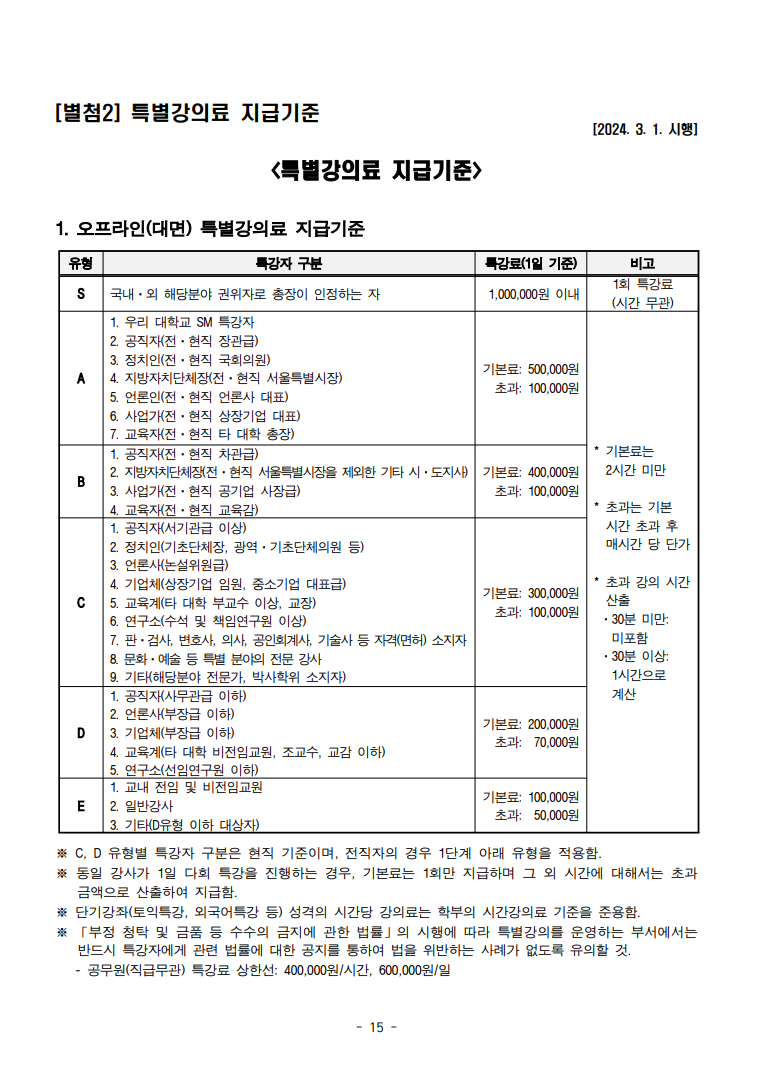 [별첨2] 특별강의료 지급기준
[2024. 3. 1. 시행]
<특별강의료 지급기준>
1. 오프라인(대면) 특별강의료 지급기준
유형 특강자 구분 특강료(1일 기준) 비고
S 국내・외 해당분야 권위자로 총장이 인정하는 자 1,000,000원 이내 1회 특강료
(시간 무관)
A
1. 우리 대학교 SM 특강자
2. 공직자(전・현직 장관급)
3. 정치인(전・현직 국회의원)
4. 지방자치단체장(전・현직 서울특별시장)
5. 언론인(전・현직 언론사 대표)
6. 사업가(전・현직 상장기업 대표)
7. 교육자(전・현직 타 대학 총장)
기본료: 500,000원
초과: 100,000원
B
1. 공직자(전・현직 차관급)
2. 지방자치단체장(전・현직 서울특별시장을 제외한 기타 시・도지사)
3. 사업가(전・현직 공기업 사장급)
4. 교육자(전・현직 교육감)
기본료: 400,000원
초과: 100,000원
C
1. 공직자(서기관급 이상)
2. 정치인(기초단체장, 광역・기초단체의원 등)
3. 언론사(논설위원급)
4. 기업체(상장기업 임원, 중소기업 대표급)
5. 교육계(타 대학 부교수 이상, 교장)
6. 연구소(수석 및 책임연구원 이상)
7. 판・검사, 변호사, 의사, 공인회계사, 기술사 등 자격(면허) 소지자
8. 문화・예술 등 특별 분야의 전문 강사
9. 기타(해당분야 전문가, 박사학위 소지자)
기본료: 300,000원
초과: 100,000원
D
1. 공직자(사무관급 이하)
2. 언론사(부장급 이하)
3. 기업체(부장급 이하)
4. 교육계(타 대학 비전임교원, 조교수, 교감 이하)
5. 연구소(선임연구원 이하)
기본료: 200,000원
초과: 70,000원
E
1. 교내 전임 및 비전임교원
2. 일반강사
3. 기타(D유형 이하 대상자)
기본료: 100,000원
초과: 50,000원
* 기본료는
2시간 미만
* 초과는 기본
시간 초과 후
매시간 당 단가
* 초과 강의 시간
산출
・30분 미만:
미포함
・30분 이상:
1시간으로
계산
※ C, D 유형별 특강자 구분은 현직 기준이며, 전직자의 경우 1단계 아래 유형을 적용함.
※ 동일 강사가 1일 다회 특강을 진행하는 경우, 기본료는 1회만 지급하며 그 외 시간에 대해서는 초과
금액으로 산출하여 지급함.
※ 단기강좌(토익특강, 외국어특강 등) 성격의 시간당 강의료는 학부의 시간강의료 기준을 준용함.
※ 「부정 청탁 및 금품 등 수수의 금지에 관한 법률」의 시행에 따라 특별강의를 운영하는 부서에서는
반드시 특강자에게 관련 법률에 대한 공지를 통하여 법을 위반하는 사례가 없도록 유의할 것.
- 공무원(직급무관) 특강료 상한선: 400,000원/시간, 600,000원/일
- 15 -